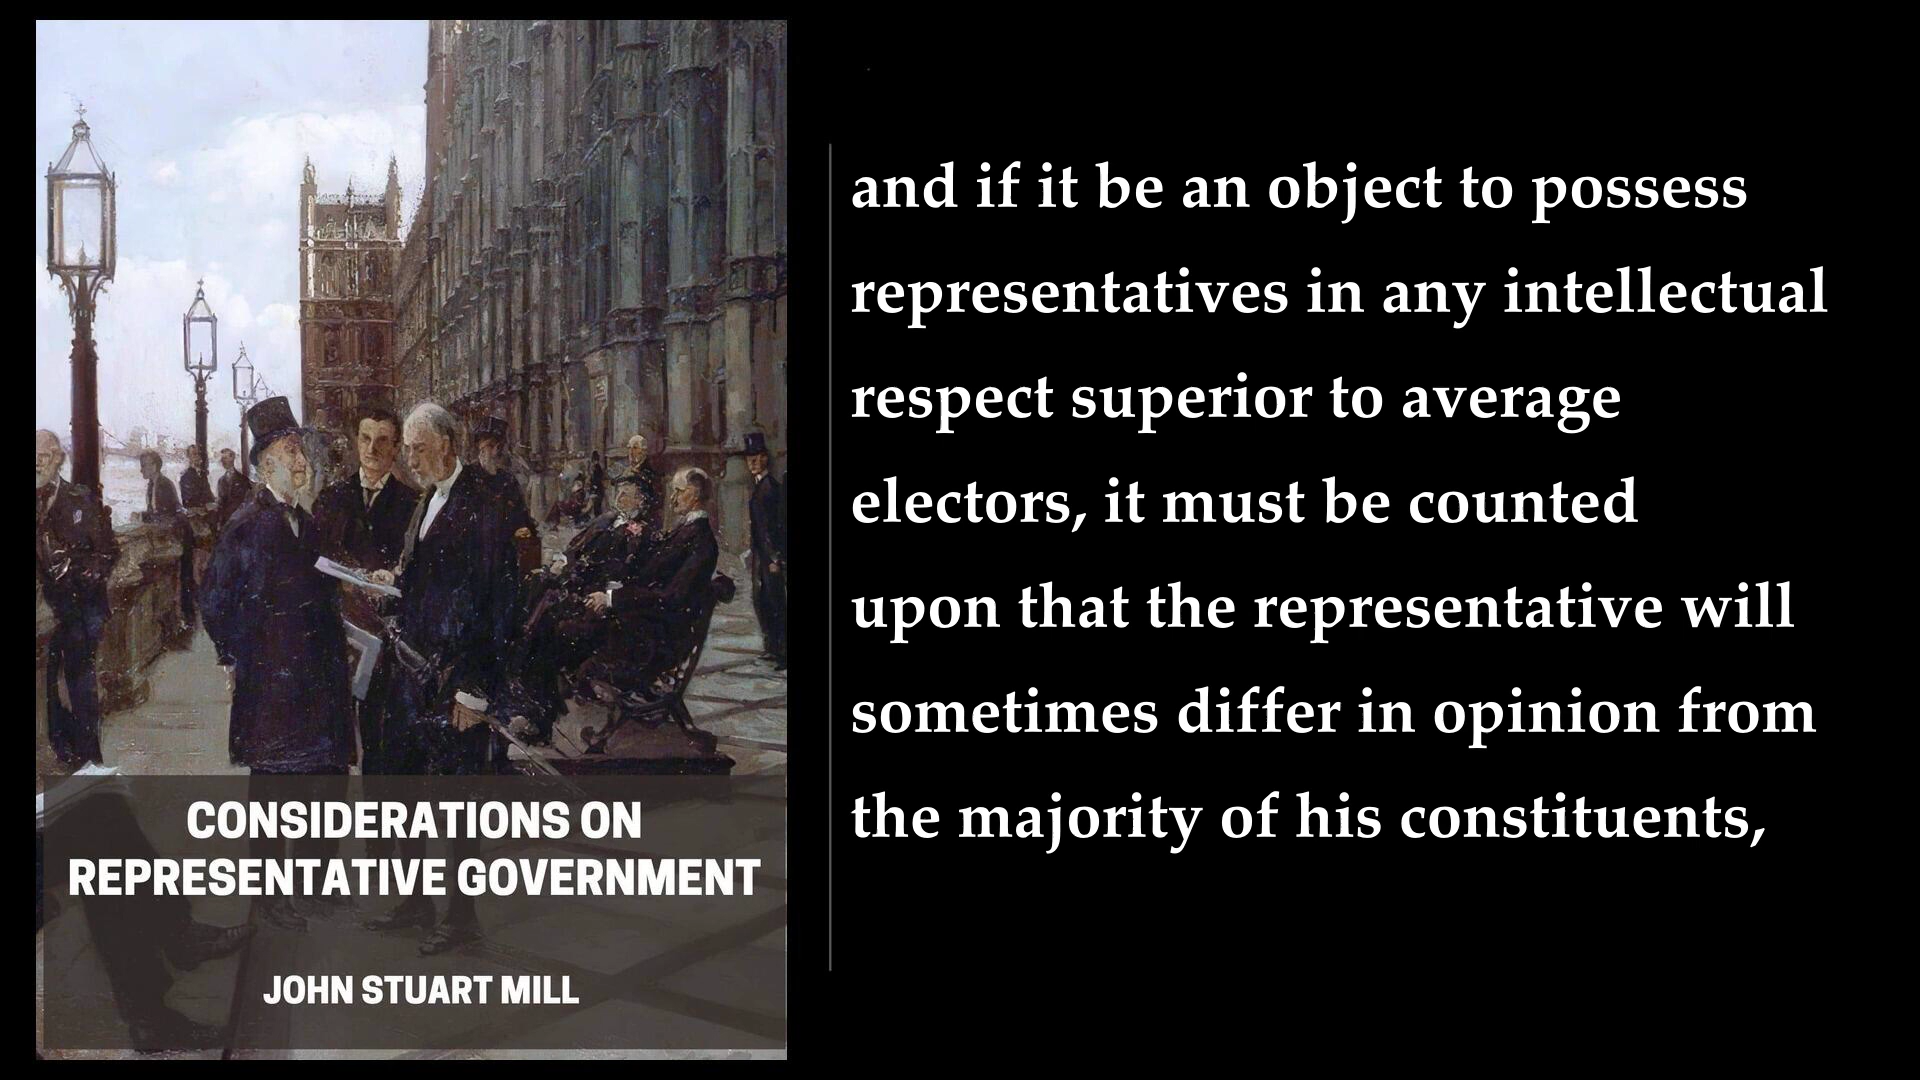 and if it be an object to possess
representatives in any intellectual
respect superior to average
electors, it must be counted
upon that the representative will
sometimes differ in opinion from
the majority of his constituents,
CONSIDERATIONS ON
REPRESENTATIVE GOVERNMENT
JOHN STUART MILL